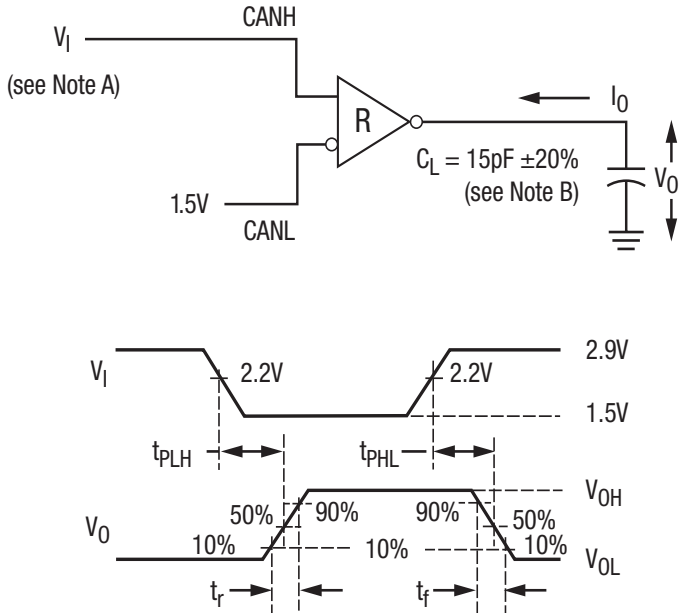 CANH
V_I
(see Note A)
R
I_O
C_L = 15pF ±20%
(see Note B)
V_O
1.5V
CANL
2.9V
V_I
2.2V
2.2V
1.5V
t_PLH
t_PHL
V_OH
50%
90%
90%
50%
V_O
10%
10%
10%
V_OL
t_r
t_f